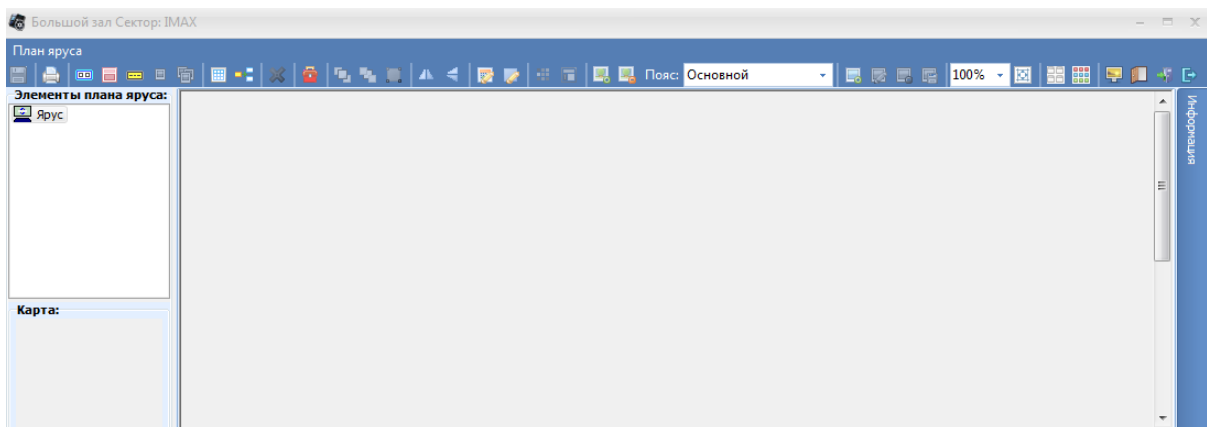 Большой зал Сектор: IMAX
План яруса
Пояс: Основной 100%
Элементы плана яруса:
Ярус
Информация
Карта: